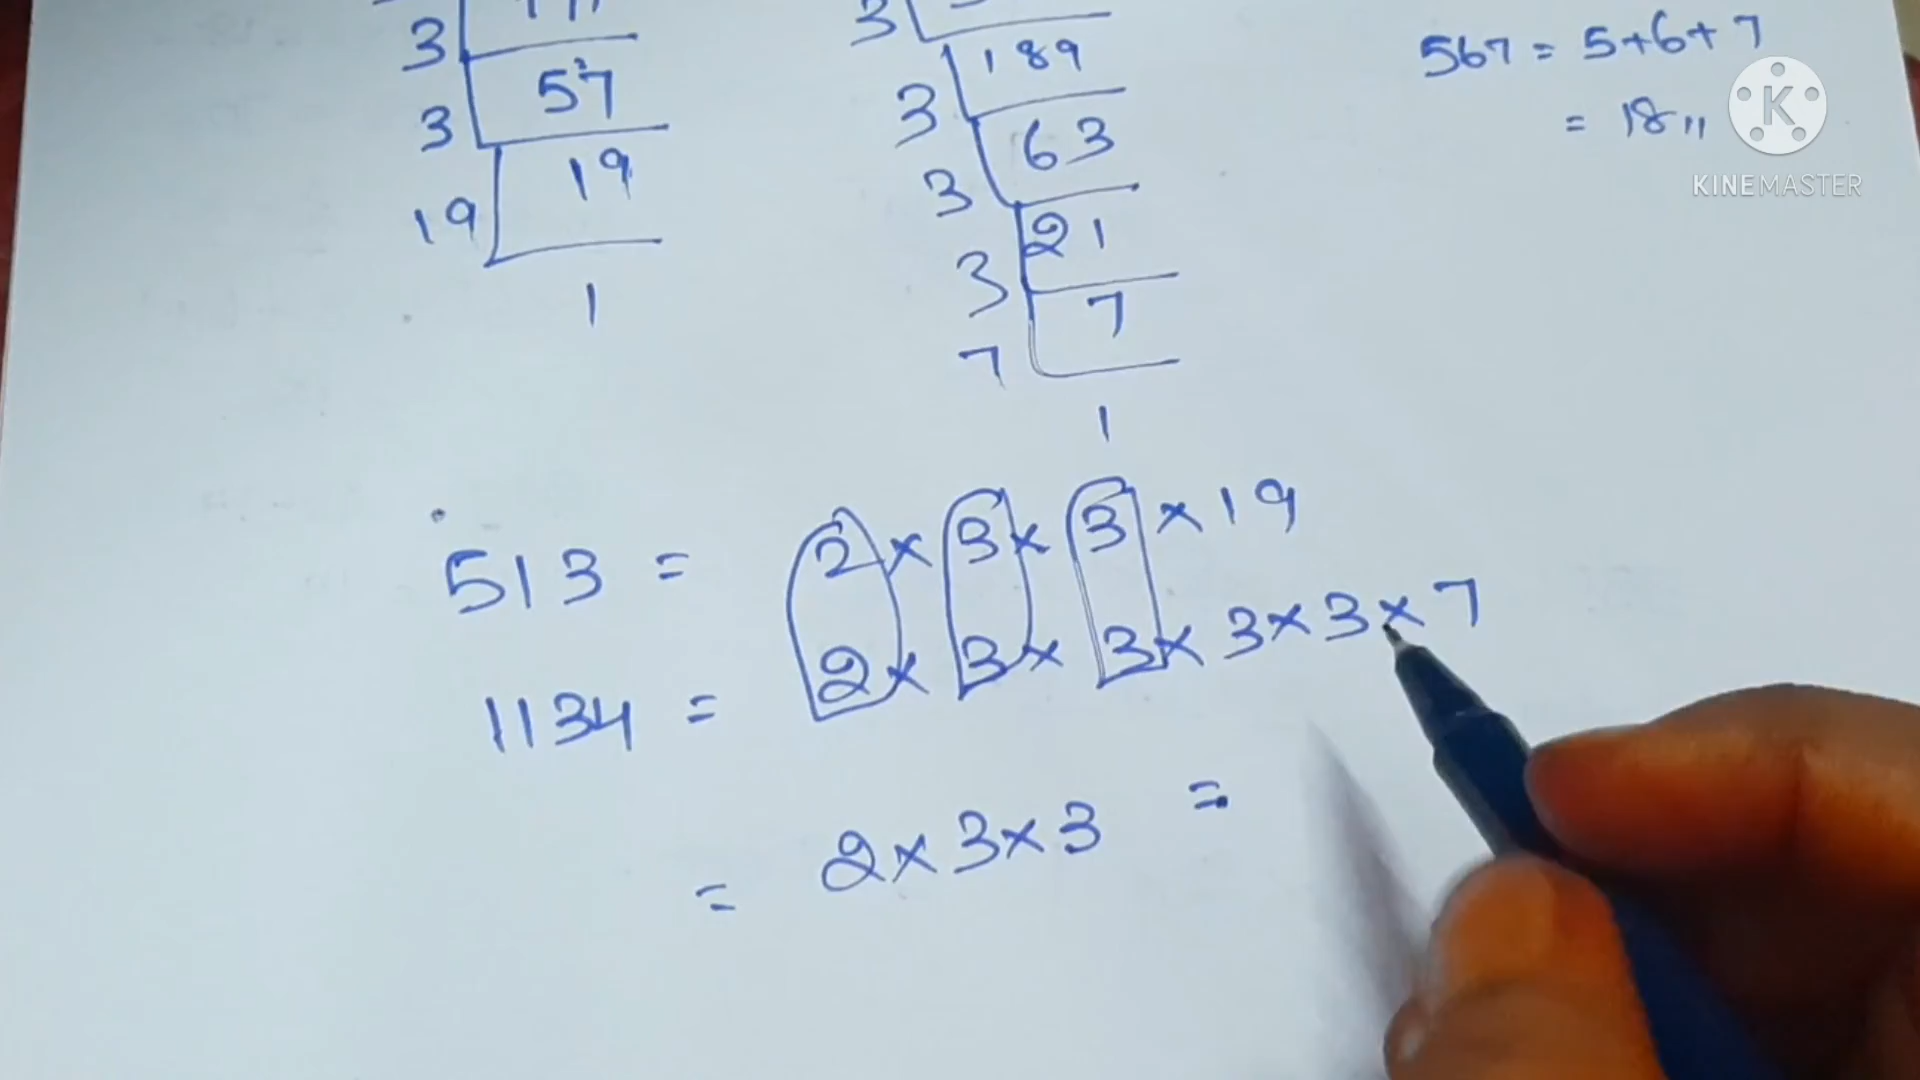 3
3 57
3 19
19
1
3
189
3 63
3 21
3 7
7
1
567 = 5+6+7
= 18 "
KINEMASTER
513 = 2 × 3 × 3 × 19
1134 = 2 × 3 × 3 × 3 × 3 × 7
= 2 × 3 × 3 =